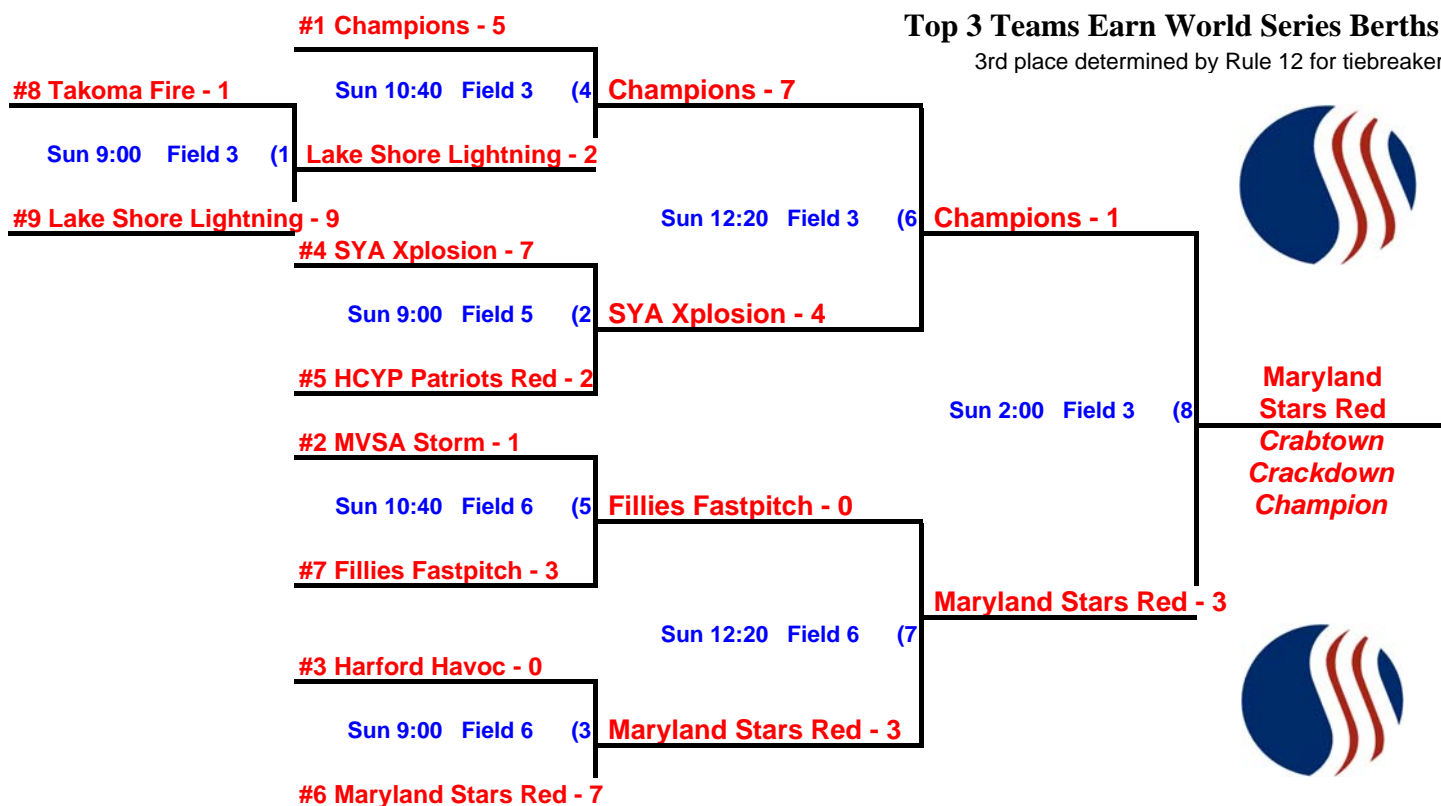 #1 Champions - 5
Top 3 Teams Earn World Series Berths
3rd place determined by Rule 12 for tiebreaker
#8 Takoma Fire - 1
Sun 10:40 Field 3 (4
Champions - 7
Sun 9:00 Field 3 (1
Lake Shore Lightning - 2
#9 Lake Shore Lightning - 9
Sun 12:20 Field 3 (6
Champions - 1
#4 SYA Xplosion - 7
Sun 9:00 Field 5 (2
SYA Xplosion - 4
#5 HCYP Patriots Red - 2
Sun 2:00 Field 3 (8
Maryland
Stars Red
Crabtown
Crackdown
Champion
#2 MVSA Storm - 1
Sun 10:40 Field 6 (5
Fillies Fastpitch - 0
#7 Fillies Fastpitch - 3
Maryland Stars Red - 3
Sun 12:20 Field 6 (7
#3 Harford Havoc - 0
Sun 9:00 Field 6 (3
Maryland Stars Red - 3
#6 Maryland Stars Red - 7